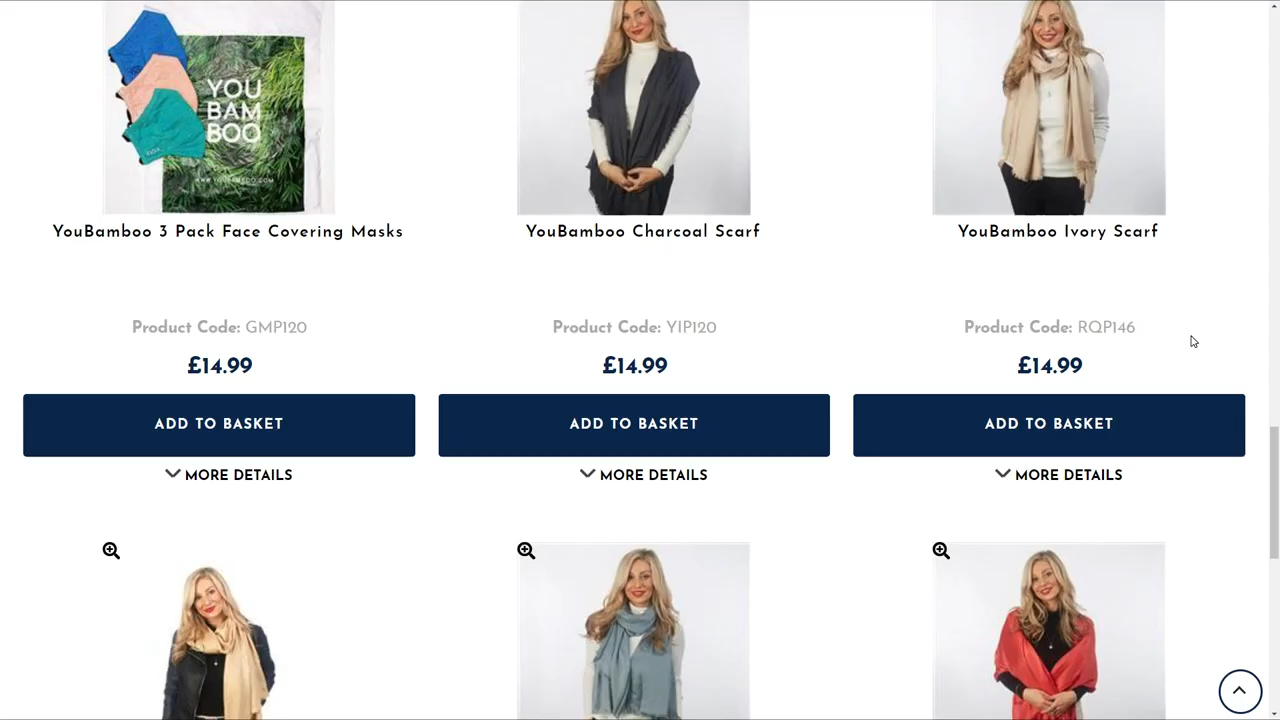 YOU
BAM
BOO
YouBamboo 3 Pack Face Covering Masks
YouBamboo Charcoal Scarf
YouBamboo Ivory Scarf
Product Code: GMP120
Product Code: YIP120
Product Code: RQP146
£14.99
£14.99
£14.99
ADD TO BASKET
ADD TO BASKET
ADD TO BASKET
MORE DETAILS
MORE DETAILS
MORE DETAILS